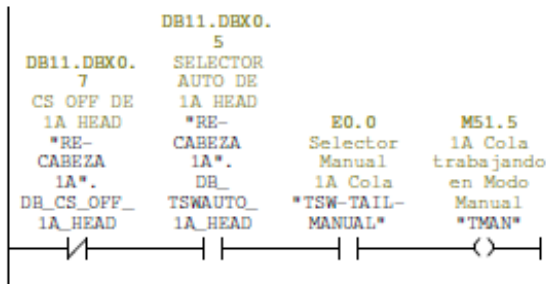 DB11.DBX0.
7
CS OFF DE
1A HEAD
"RE-
CABEZA
1A".
DB_CS_OFF_
1A_HEAD
DB11.DBX0.
5
SELECTOR
AUTO DE
1A HEAD
"RE-
CABEZA
1A".
DB_
TSWAUTO_
1A_HEAD
E0.0
Selector
Manual
1A Cola
"TSW-TAIL-
MANUAL"
M51.5
1A Cola
trabajando
en Modo
Manual
"TMAN"